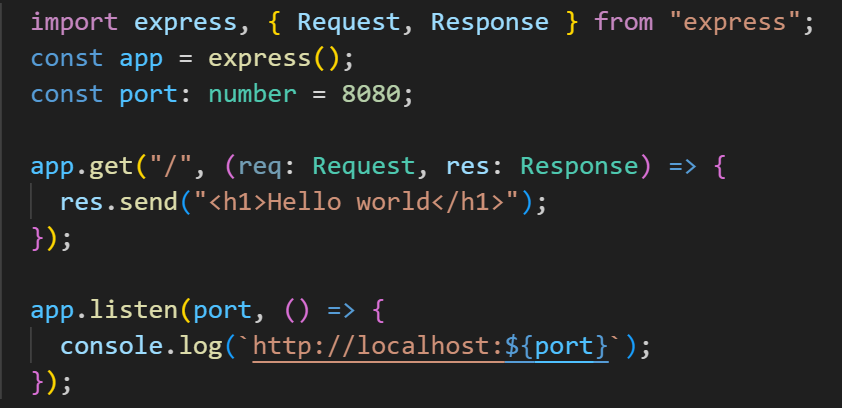 import express, { Request, Response } from "express";
const app = express();
const port: number = 8080;
app.get("/", (req: Request, res: Response) => {
res.send("<h1>Hello world</h1>");
});
app.listen(port, () => {
console.log(`http://localhost:${port}`);
});